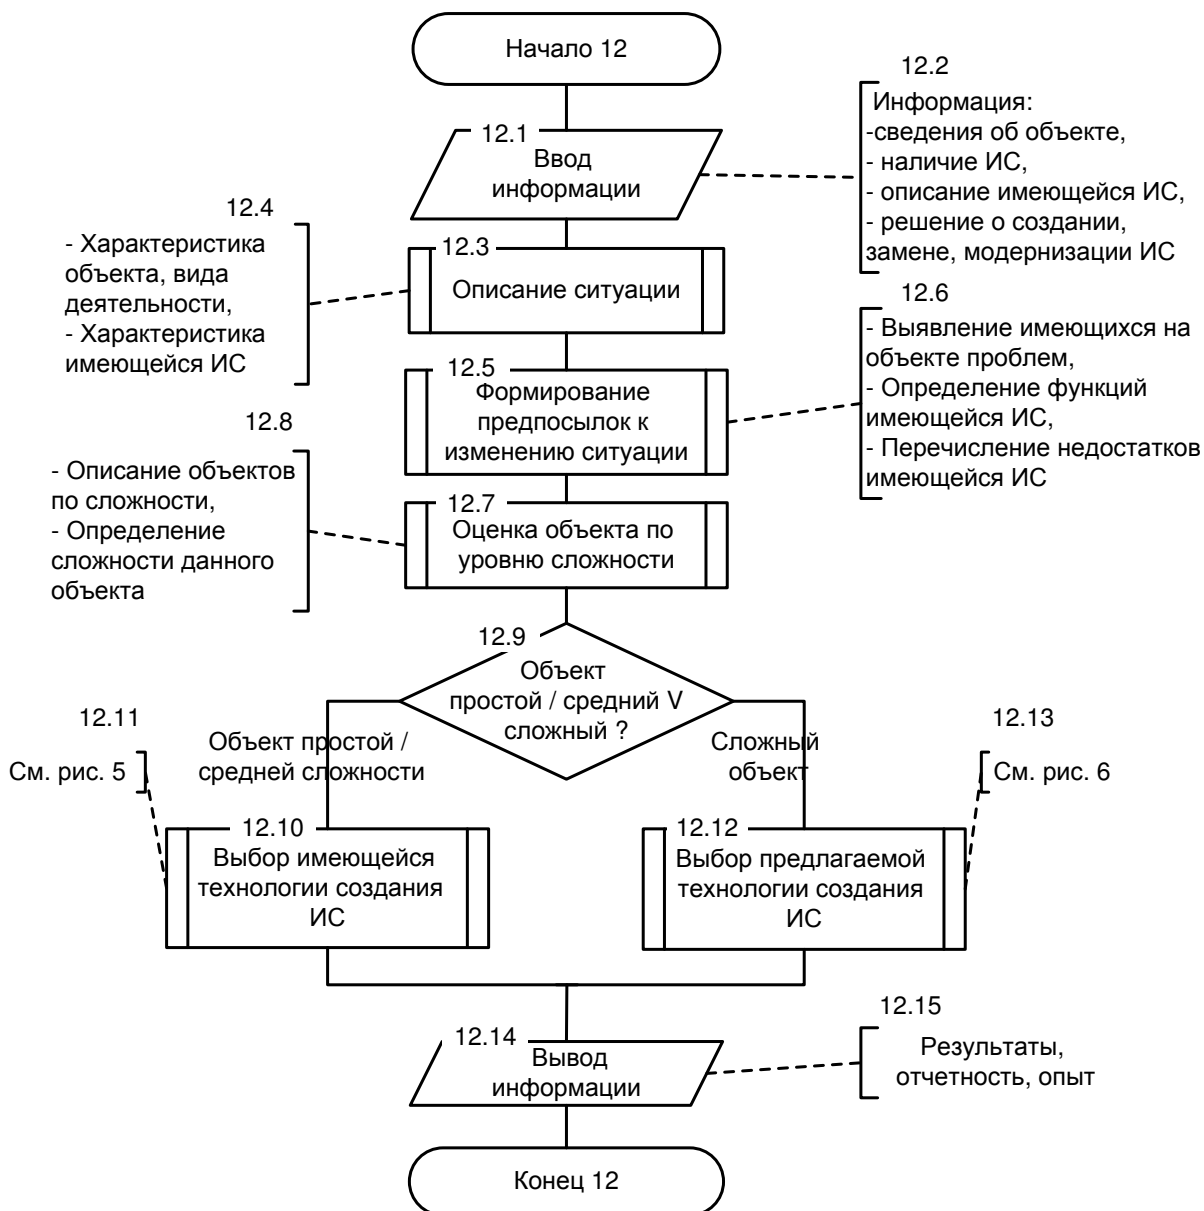 Начало 12
12.2
Информация:
-сведения об объекте,
- наличие ИС,
- описание имеющейся ИС,
- решение о создании,
замене, модернизации ИС
12.1
Ввод
информации
12.4
- Характеристика
объекта, вида
деятельности,
- Характеристика
имеющейся ИС
12.3
Описание ситуации
12.6
- Выявление имеющихся на
объекте проблем,
- Определение функций
имеющейся ИС,
- Перечисление недостатков
имеющейся ИС
12.5
Формирование
предпосылок к
изменению ситуации
12.8
- Описание объектов
по сложности,
- Определение
сложности данного
объекта
12.7
Оценка объекта по
уровню сложности
12.9
Объект
простой / средний V
сложный ?
12.11
См. рис. 5
Объект простой /
средней сложности
Сложный
объект
12.13
См. рис. 6
12.10
Выбор имеющейся
технологии создания
ИС
12.12
Выбор предлагаемой
технологии создания
ИС
12.14
Вывод
информации
12.15
Результаты,
отчетность, опыт
Конец 12